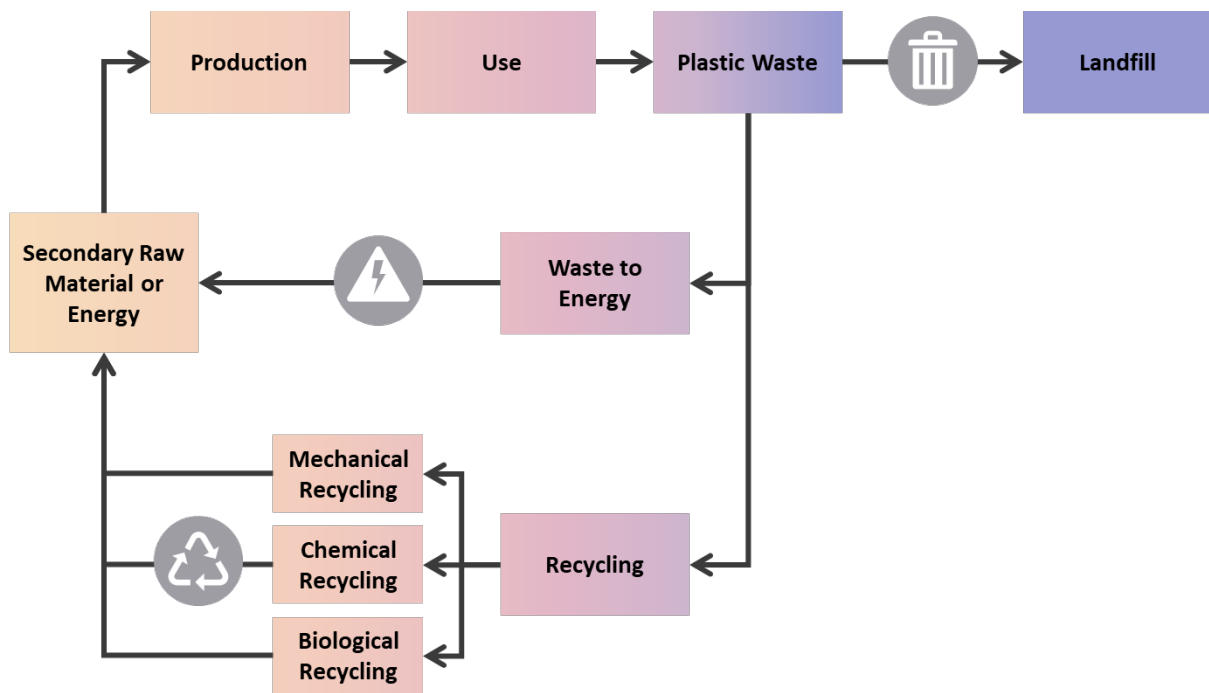 Production
Use
Plastic Waste
Landfill
Secondary Raw
Material or
Energy
Waste to
Energy
Mechanical
Recycling
Chemical
Recycling
Recycling
Biological
Recycling